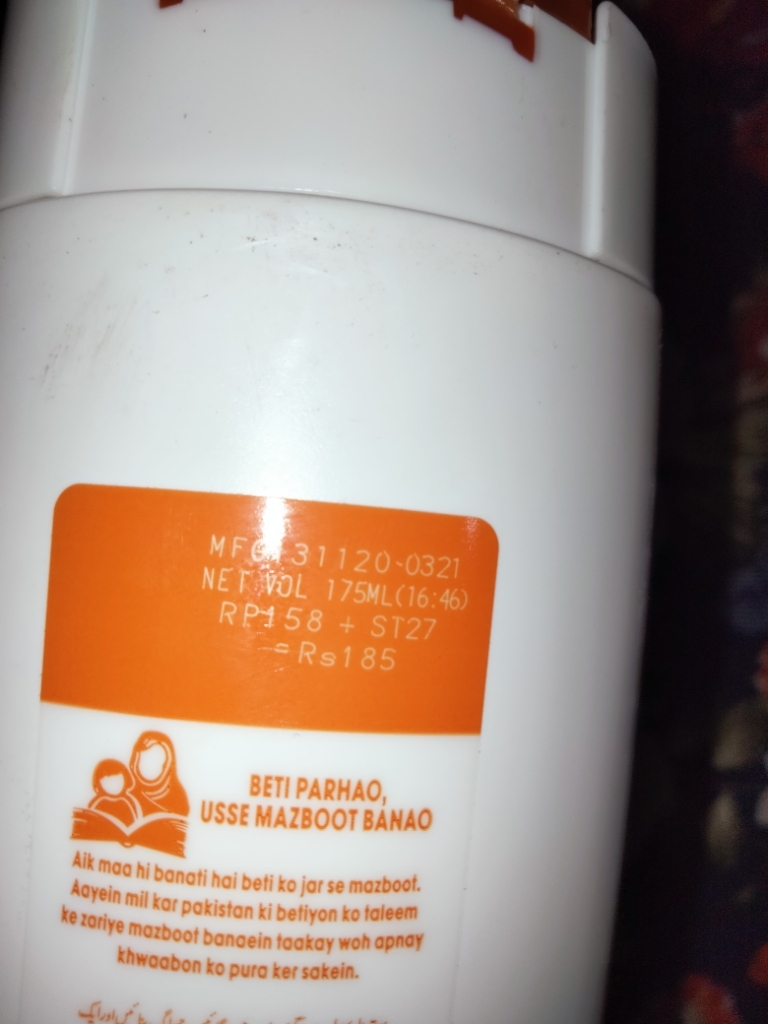 MFG 31120-0321
NET VOL 175ML(16:46)
RP158 + ST27
=Rs185
BETI PARHAO,
USSE MAZBOOT BANAO
Aik maa hi banati hai beti ko jar se mazboot.
Aayein mil kar pakistan ki betiyon ko taleem
ke zariye mazboot banaein taakay woh apnay
khwaabon ko pura ker sakein.